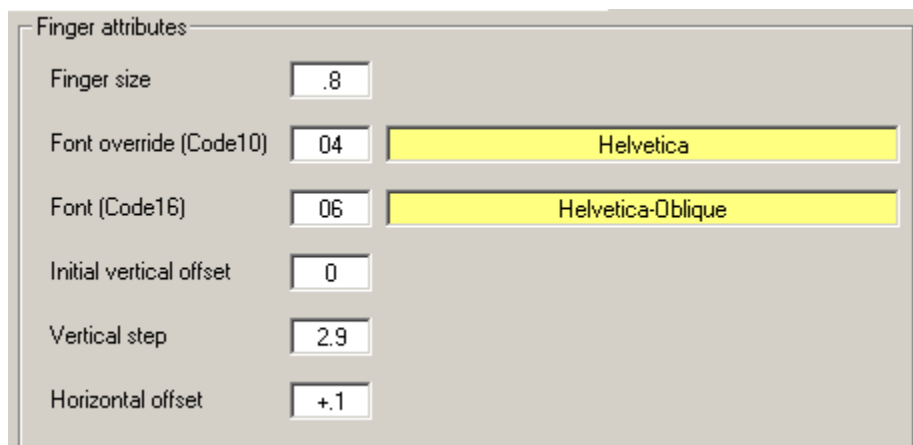 Finger attributes
Finger size .8
Font override (Code10) 04 Helvetica
Font (Code16) 06 Helvetica-Oblique
Initial vertical offset 0
Vertical step 2.9
Horizontal offset +.1